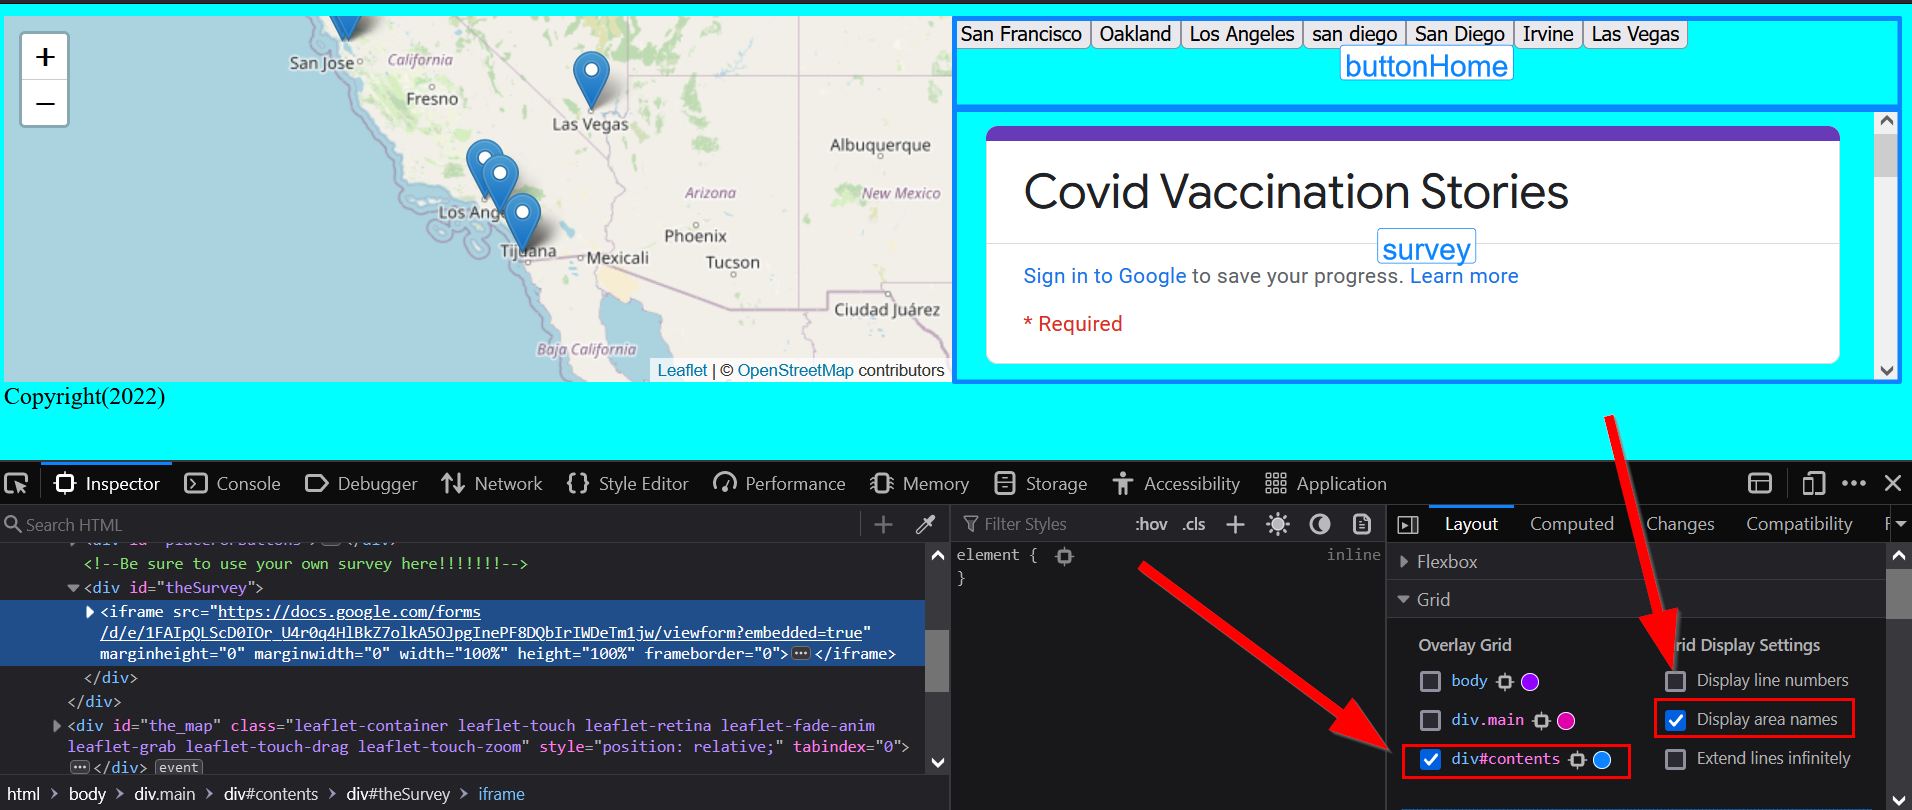 +
−
San Jose
California
Fresno
Las Vegas
Albuquerque
Arizona
New Mexico
Los Ang
Phoenix
Tijuana
Mexicali
Tucson
Ciudad Juárez
Baja California
Leaflet | © OpenStreetMap contributors
San Francisco Oakland Los Angeles san diego San Diego Irvine Las Vegas
buttonHome
Covid Vaccination Stories
survey
Sign in to Google to save your progress. Learn more
* Required
Copyright(2022)
Inspector Console Debugger Network Style Editor Performance Memory Storage Accessibility Application
Search HTML
<!--Be sure to use your own survey here!!!!!!!-->
<div id="theSurvey">
<iframe src="https://docs.google.com/forms
/d/e/1FAIpQLScD0IOr_U4r0q4HlBkZ7olkA5OJpgInePF8DQbIrIWDeTm1jw/viewform?embedded=true"
marginheight="0" marginwidth="0" width="100%" height="100%" frameborder="0"> ••• </iframe>
</div>
</div>
<div id="the_map" class="leaflet-container leaflet-touch leaflet-retina leaflet-fade-anim
leaflet-grab leaflet-touch-drag leaflet-touch-zoom" style="position: relative;" tabindex="0">
••• </div> event
html > body > div.main > div#contents > div#theSurvey > iframe
Filter Styles :hov .cls +
element { inline
}
Layout Computed Changes Compatibility
Flexbox
Grid
Overlay Grid
body
div.main
div#contents
rid Display Settings
Display line numbers
Display area names
Extend lines infinitely